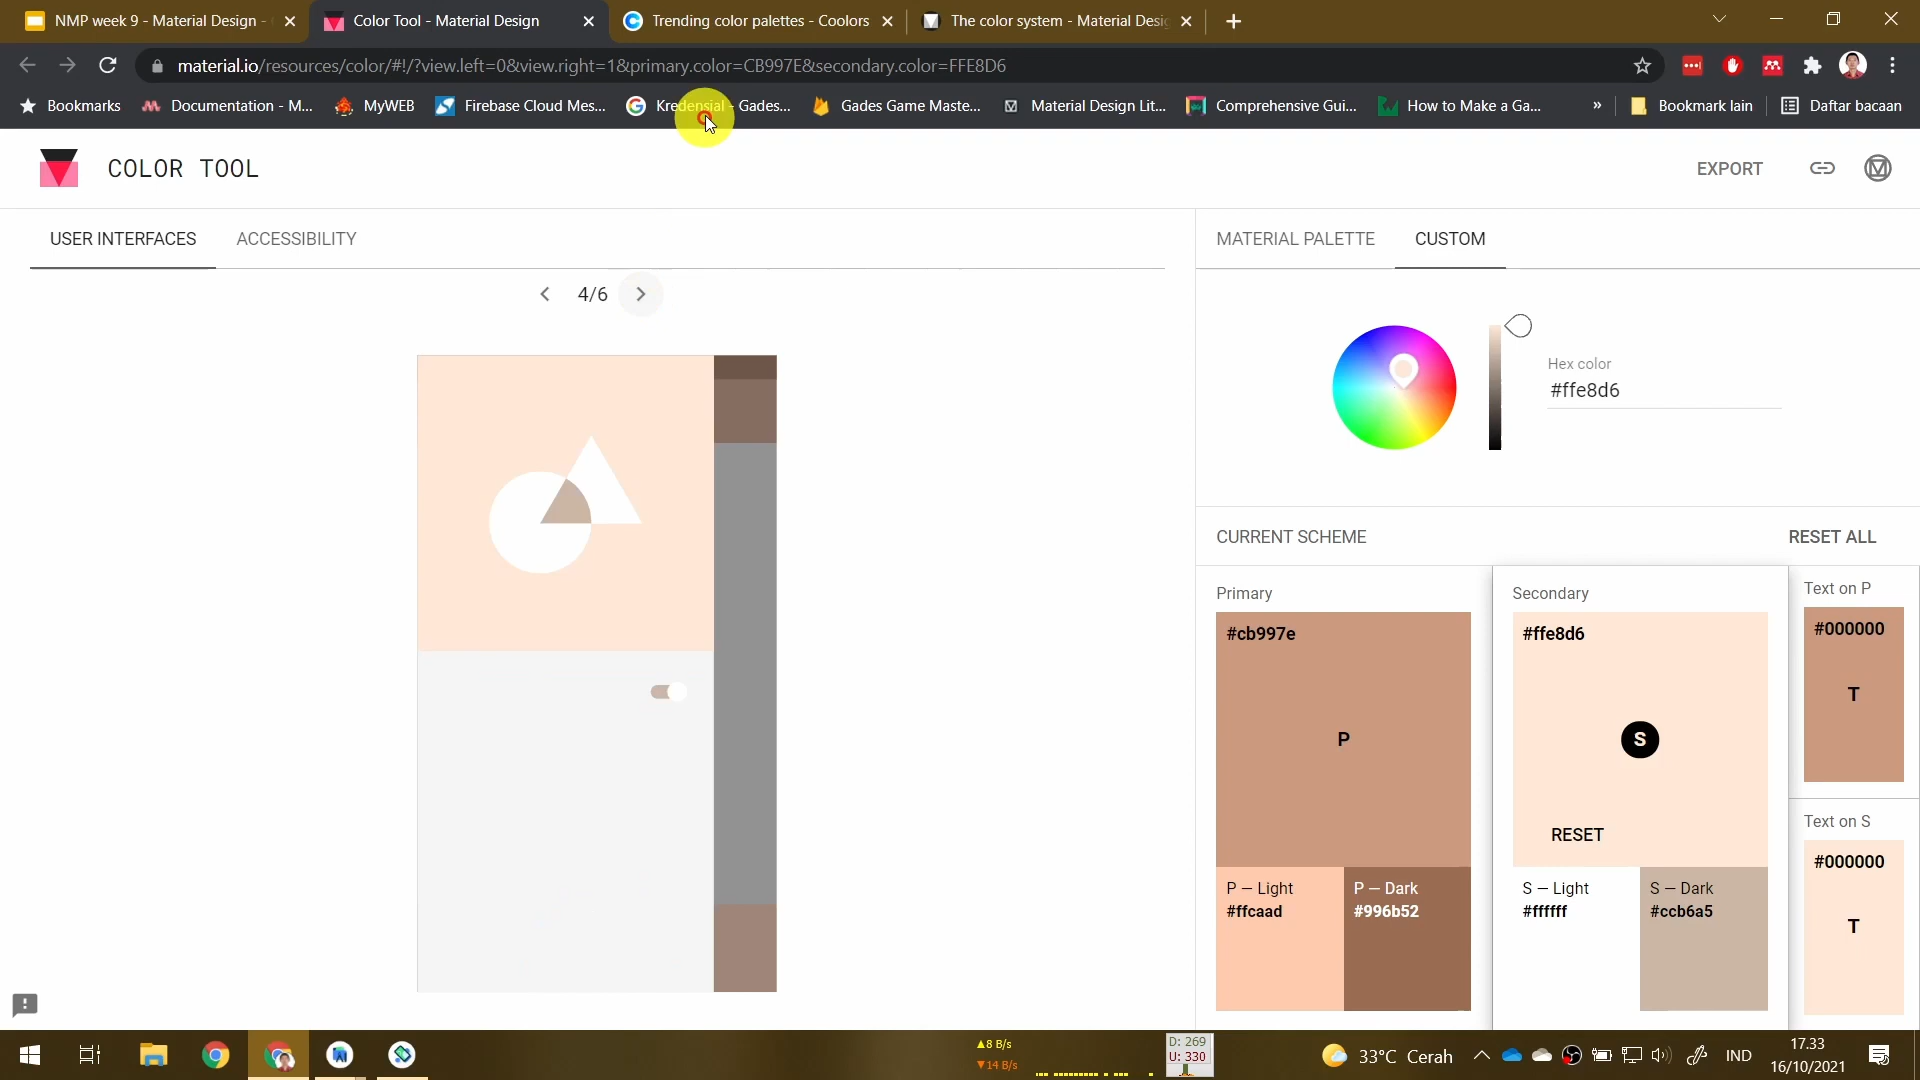 NMP week 9 - Material Design -
Color Tool - Material Design
Trending color palettes - Coolors
The color system - Material Desig
material.io/resources/color/#!/?view.left=0&view.right=1&primary.color=CB997E&secondary.color=FFE8D6
Bookmarks
Documentation - M...
MyWEB
Firebase Cloud Mes...
Kredensial - Gades...
Gades Game Maste...
Material Design Lit...
Comprehensive Gui...
How to Make a Ga...
»
Bookmark lain
Daftar bacaan
COLOR TOOL
EXPORT
USER INTERFACES
ACCESSIBILITY
MATERIAL PALETTE
CUSTOM
4/6
Hex color
#ffe8d6
CURRENT SCHEME
RESET ALL
Primary
#cb997e
P
Secondary
#ffe8d6
S
RESET
Text on P
#000000
T
P — Light
#ffcaad
P — Dark
#996b52
S — Light
#ffffff
S — Dark
#ccb6a5
Text on S
#000000
T
▲8 B/s
▼14 B/s
D: 269
U: 330
33°C Cerah
IND
17.33
16/10/2021